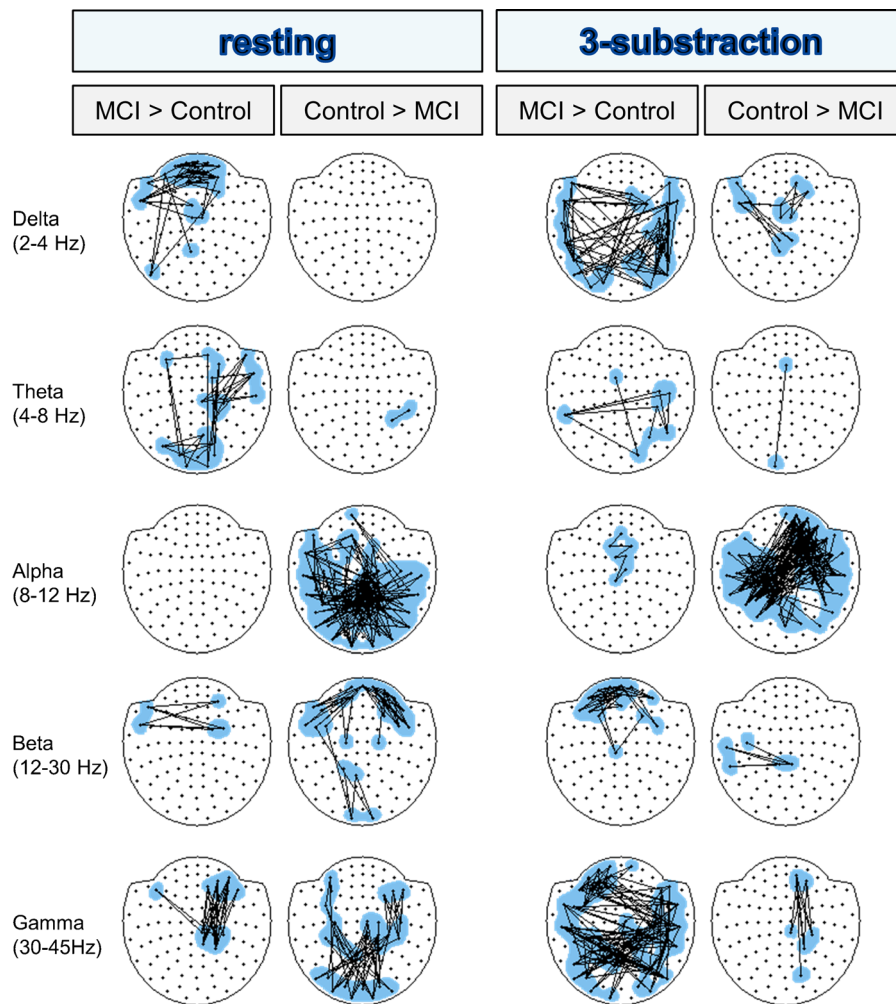 resting
3-substraction
MCI > Control
Control > MCI
MCI > Control
Control > MCI
Delta
(2-4 Hz)
Theta
(4-8 Hz)
Alpha
(8-12 Hz)
Beta
(12-30 Hz)
Gamma
(30-45Hz)